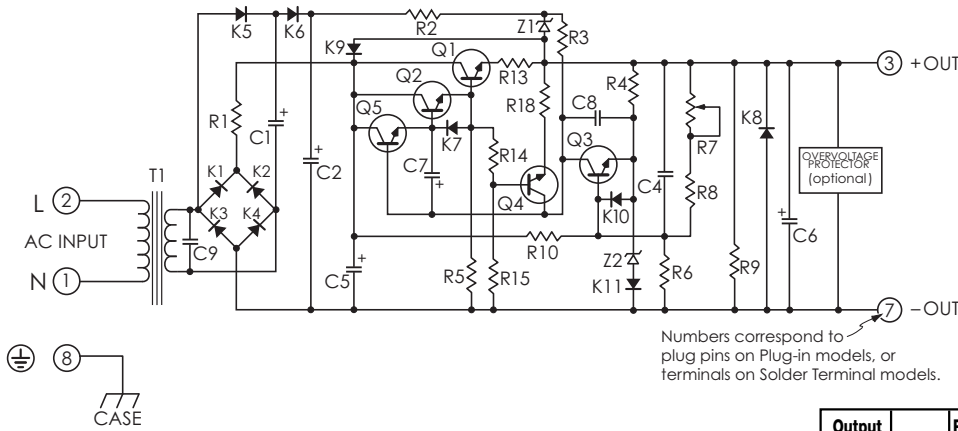 K5
K6
R2
Z1
R3
K9
Q1
R13
3
+OUT
Q2
R4
R1
C1
+
Q5
R18
C8
R7
K8
OVERVOLTAGE
PROTECTOR
(optional)
+
C2
K7
Q3
T1
K1
K2
C7
+
R14
C4
L
2
K3
K4
Q4
K10
R8
AC INPUT
C9
R10
+
C6
N
1
+
C5
R5
R15
Z2
K11
R6
R9
7
–OUT
Numbers correspond to
plug pins on Plug-in models, or
terminals on Solder Terminal models.
8
CASE
Output